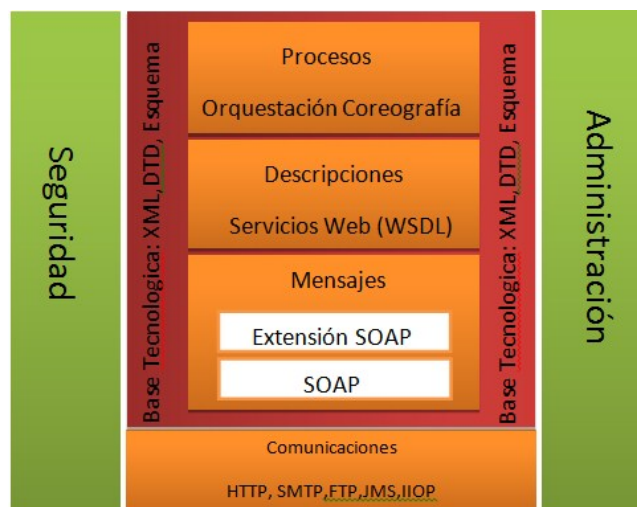 Seguridad
Base Tecnologica: XML,DTD, Esquema
Procesos
Orquestación Coreografía
Descripciones
Servicios Web (WSDL)
Mensajes
Extensión SOAP
SOAP
Base Tecnologica: XML,DTD, Esquema
Administración
Comunicaciones
HTTP, SMTP,FTP,JMS,IIOP